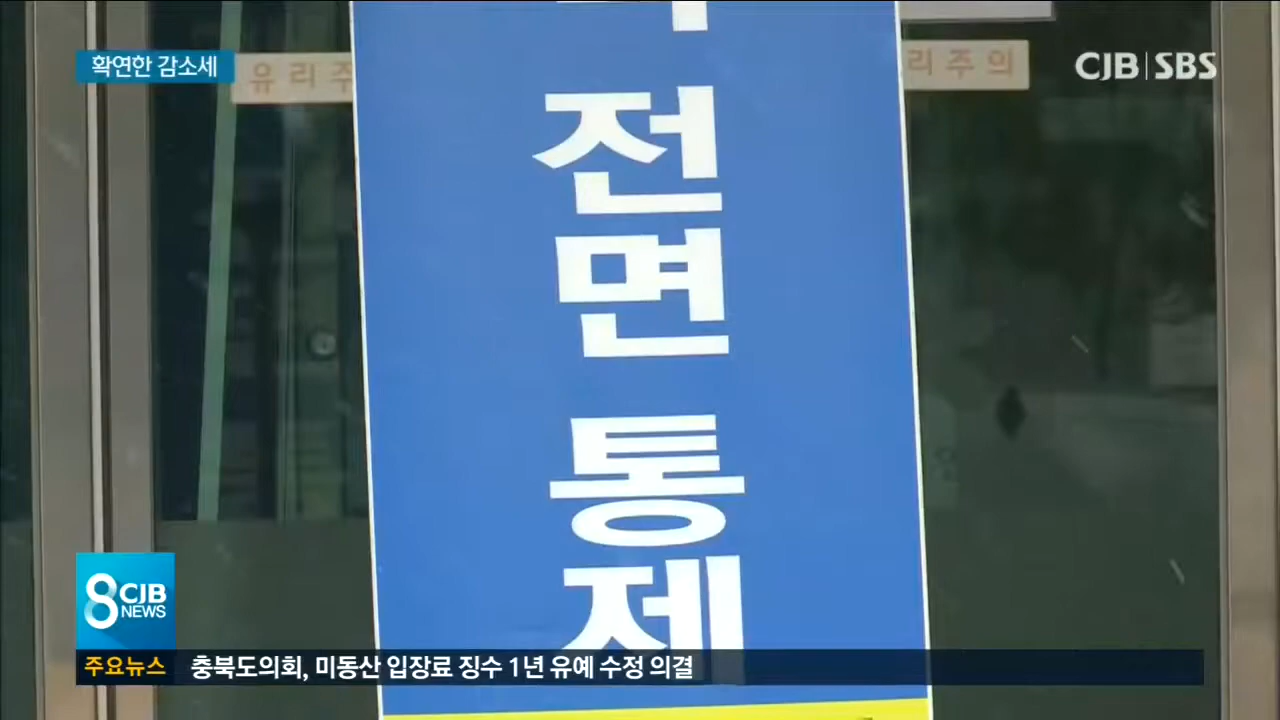 확연한 감소세
CJB SBS
유리주
리주의
전면 통제
8 CJB NEWS
주요뉴스 충북도의회, 미동산 입장료 징수 1년 유예 수정 의결